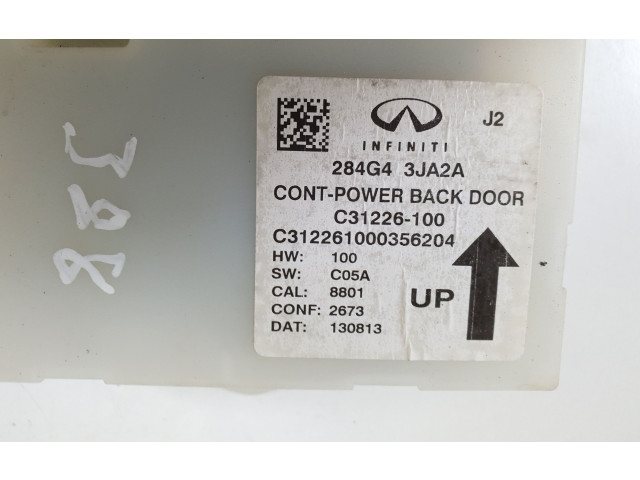 INFINITI
J2
284G4 3JA2A
CONT-POWER BACK DOOR
C31226-100
C312261000356204
HW: 100
SW: C05A
CAL: 8801
CONF: 2673
DAT: 130813
UP